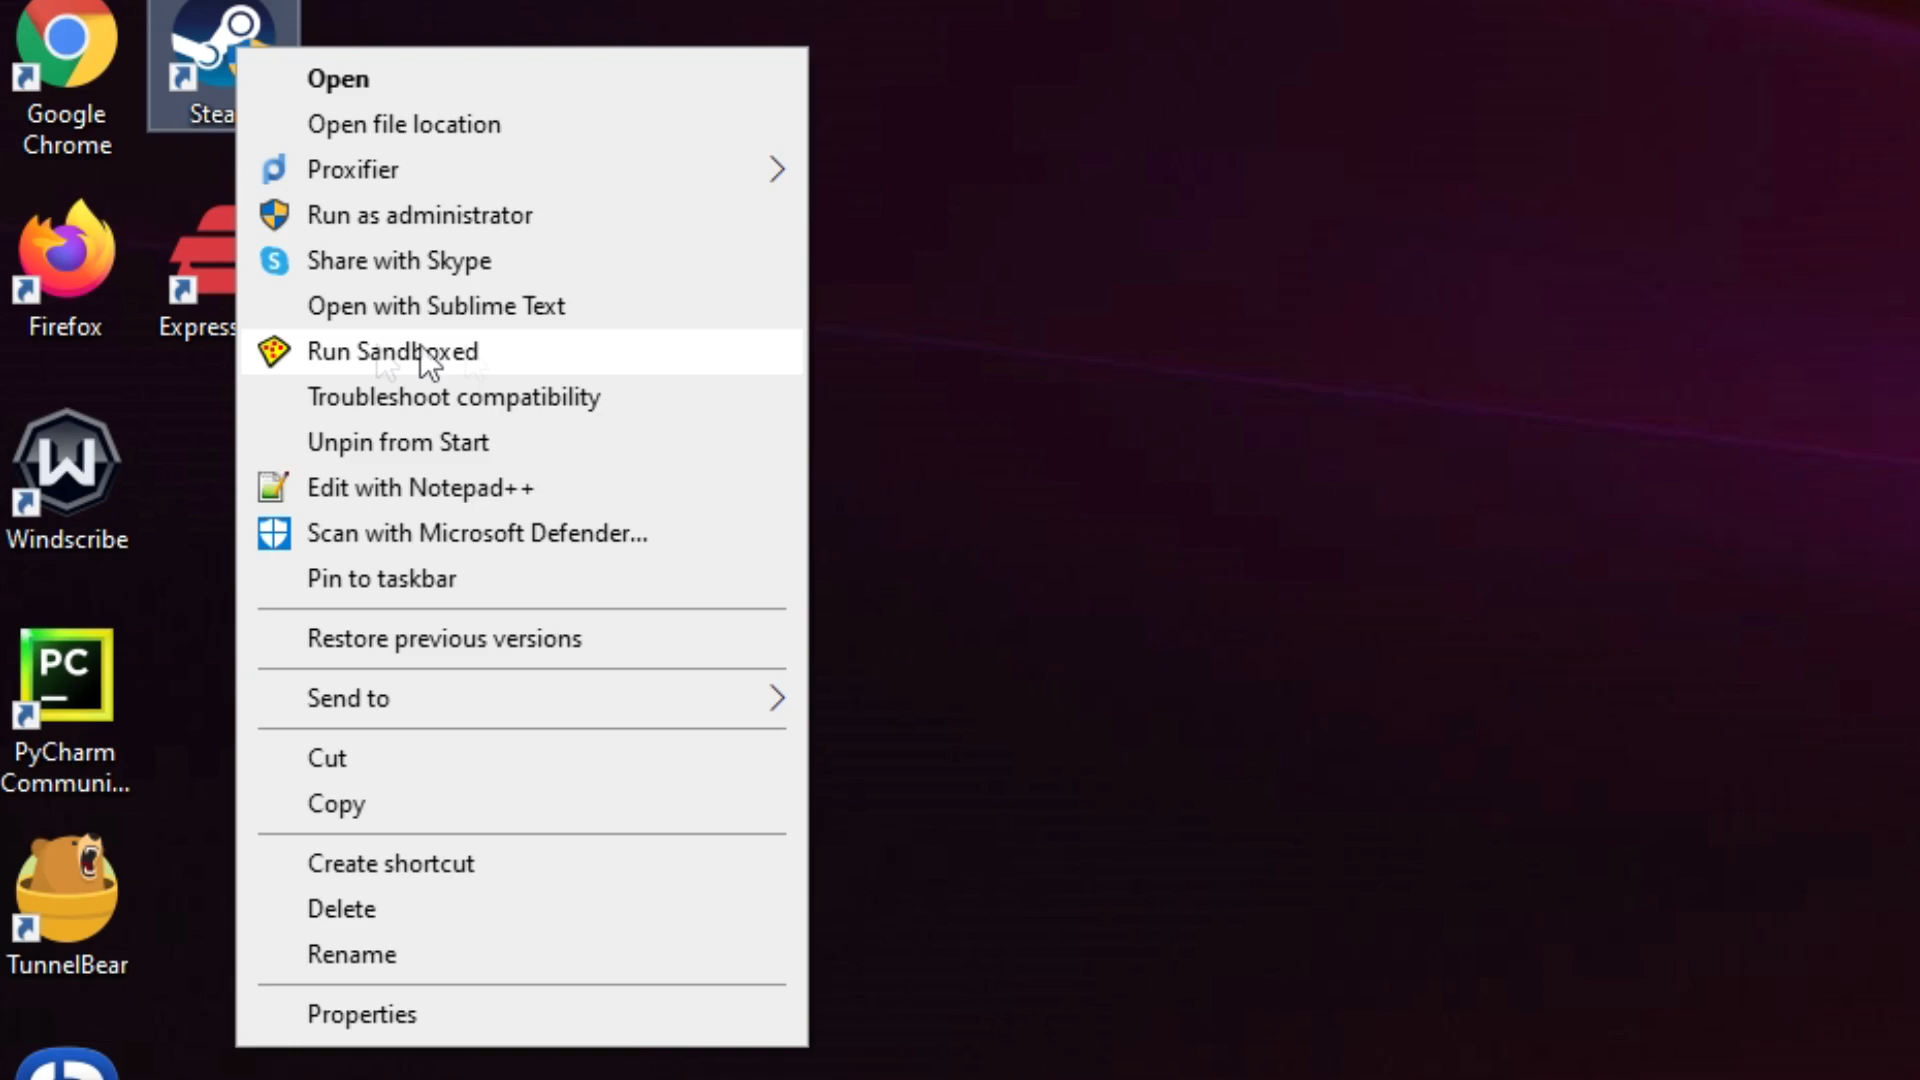 Google
Chrome
Stea
Firefox
Express
W
Windscribe
PC
PyCharm
Communi...
TunnelBear
Open
Open file location
Proxifier
Run as administrator
S
Share with Skype
Open with Sublime Text
Run Sandboxed
Troubleshoot compatibility
Unpin from Start
Edit with Notepad++
Scan with Microsoft Defender...
Pin to taskbar
Restore previous versions
Send to
Cut
Copy
Create shortcut
Delete
Rename
Properties